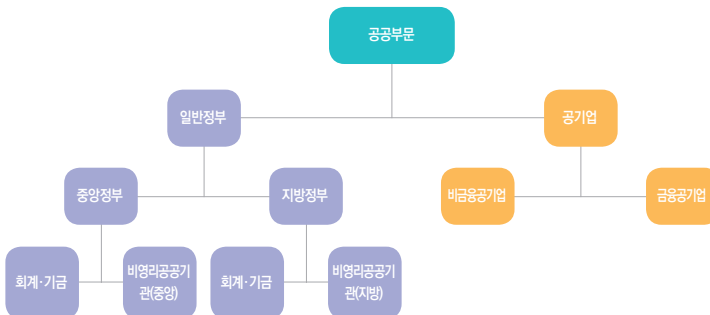 공공부문
일반정부
공기업
중앙정부
지방정부
비금융공기업
금융공기업
회계·기금
비영리공공기
관(중앙)
회계·기금
비영리공공기
관(지방)